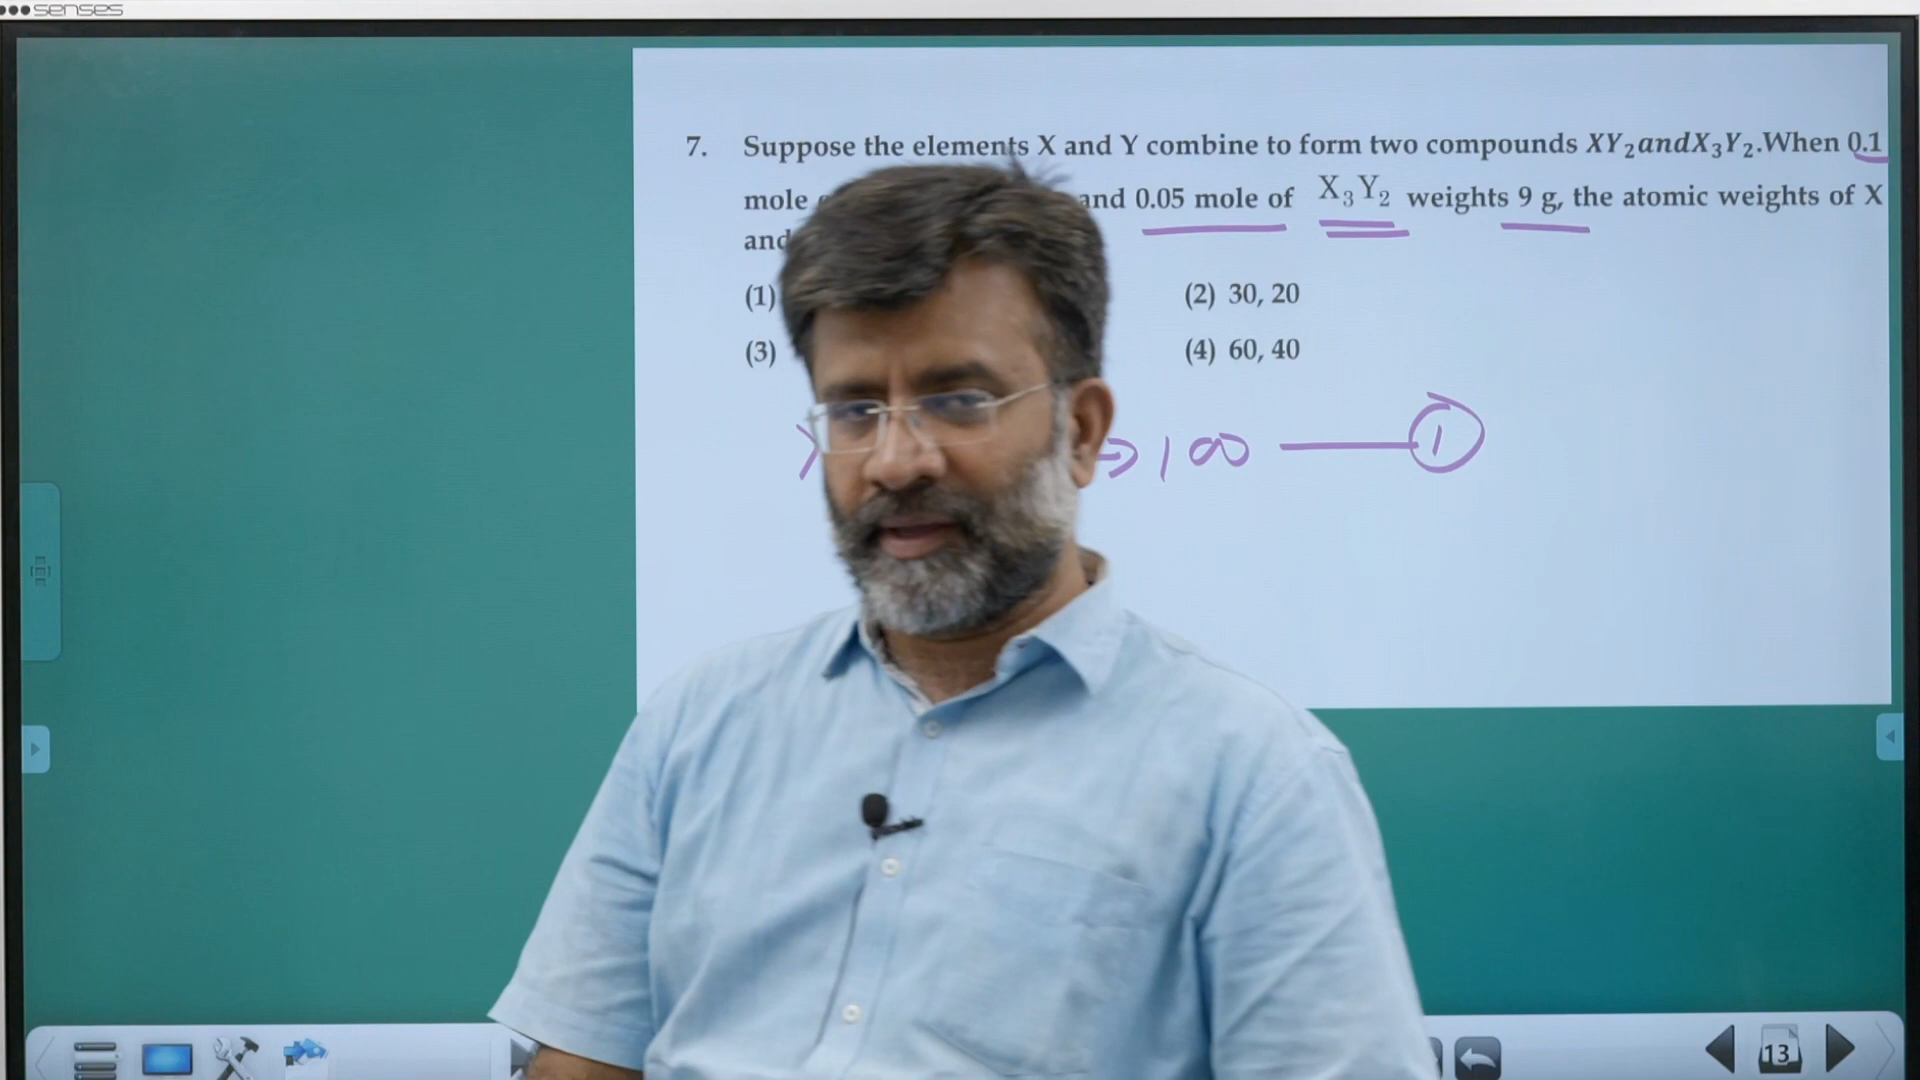 senses
7. Suppose the elements X and Y combine to form two compounds XY₂andX₃Y₂.When 0.1
mole and 0.05 mole of X₃Y₂ weights 9 g, the atomic weights of X
and
(1) (2) 30, 20
(3) (4) 60, 40
→ 100 — 1
13